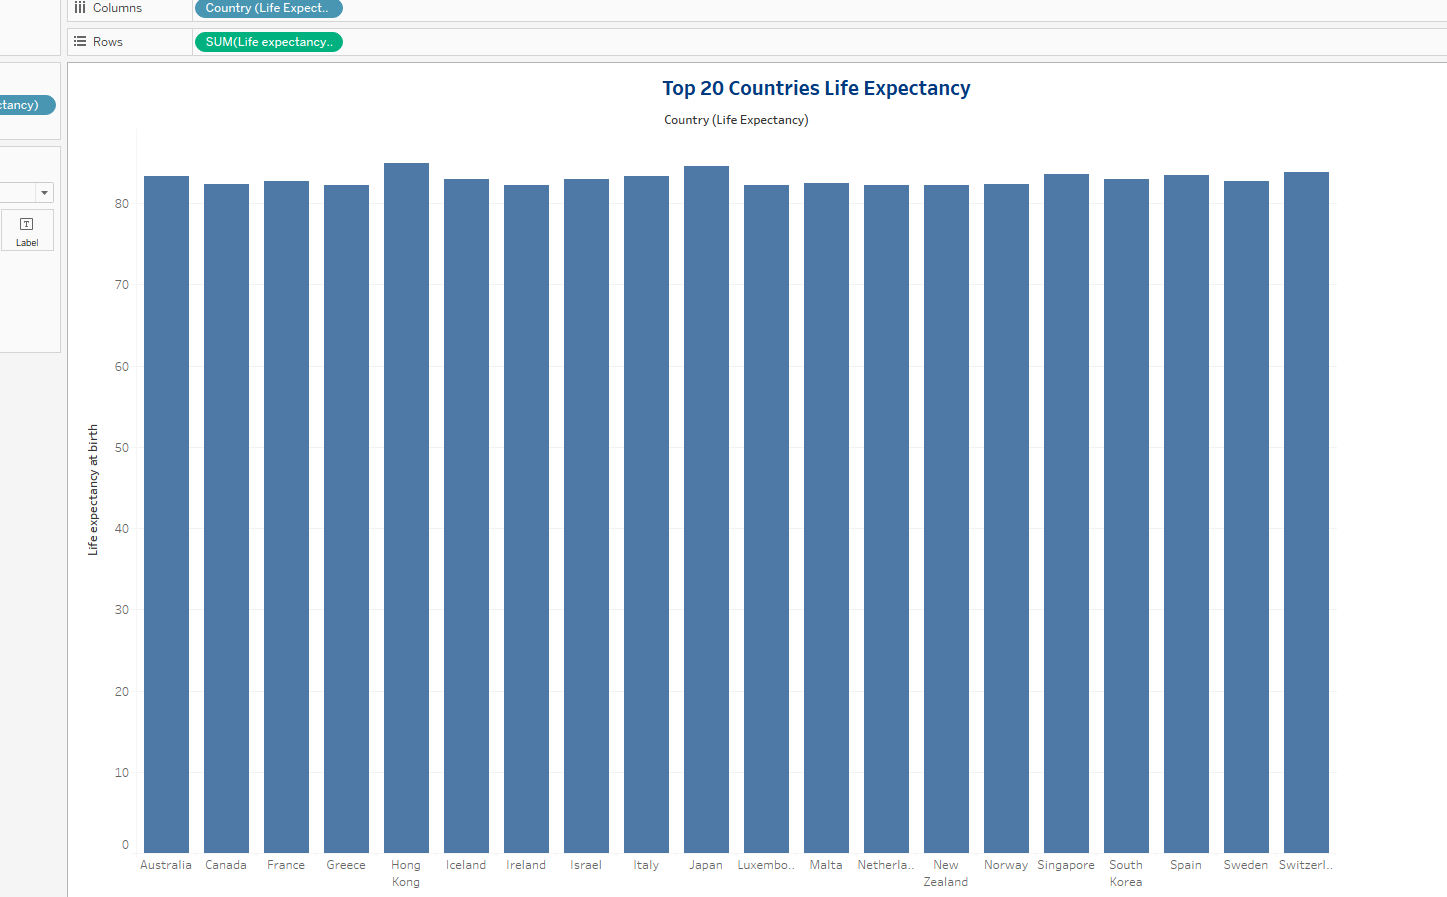 Columns
Country (Life Expect..
Rows
SUM(Life expectancy..
ctancy)
Label
Top 20 Countries Life Expectancy
Country (Life Expectancy)
Life expectancy at birth
80
70
60
50
40
30
20
10
0
Australia Canada France Greece Hong Kong Iceland Ireland Israel Italy Japan Luxembo.. Malta Netherla.. New Zealand Norway Singapore South Korea Spain Sweden Switzerl..